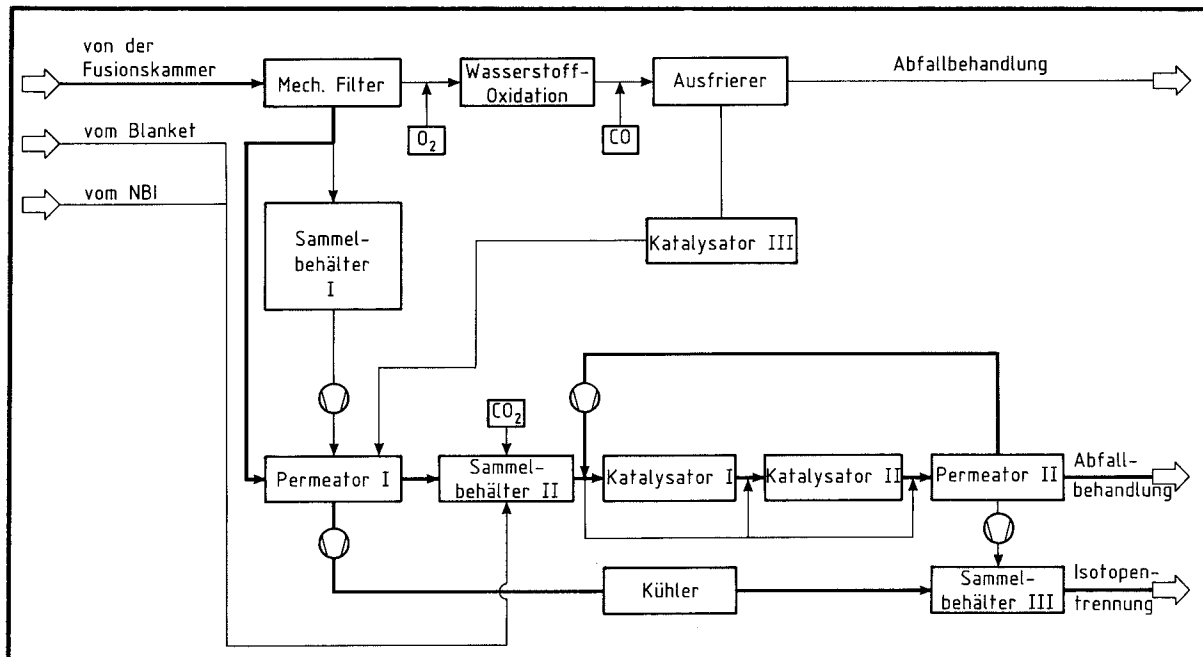 von der
Fusionskammer
Mech. Filter
Wasserstoff-
Oxidation
Ausfrierer
Abfallbehandlung
O₂
CO
vom Blanket
vom NBI
Sammel-
behälter
I
Katalysator III
CO₂
Permeator I
Sammel-
behälter II
Katalysator I
Katalysator II
Permeator II
Abfall-
behandlung
Kühler
Sammel-
behälter III
Isotopen-
trennung